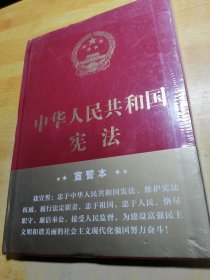 中华人民共和国
宪法
★★ 宣誓本 ★★
我宣誓：忠于中华人民共和国宪法，维护宪法
权威，履行法定职责，忠于祖国、忠于人民，恪尽
职守、廉洁奉公，接受人民监督，为建设富强民主
文明和谐美丽的社会主义现代化强国努力奋斗！